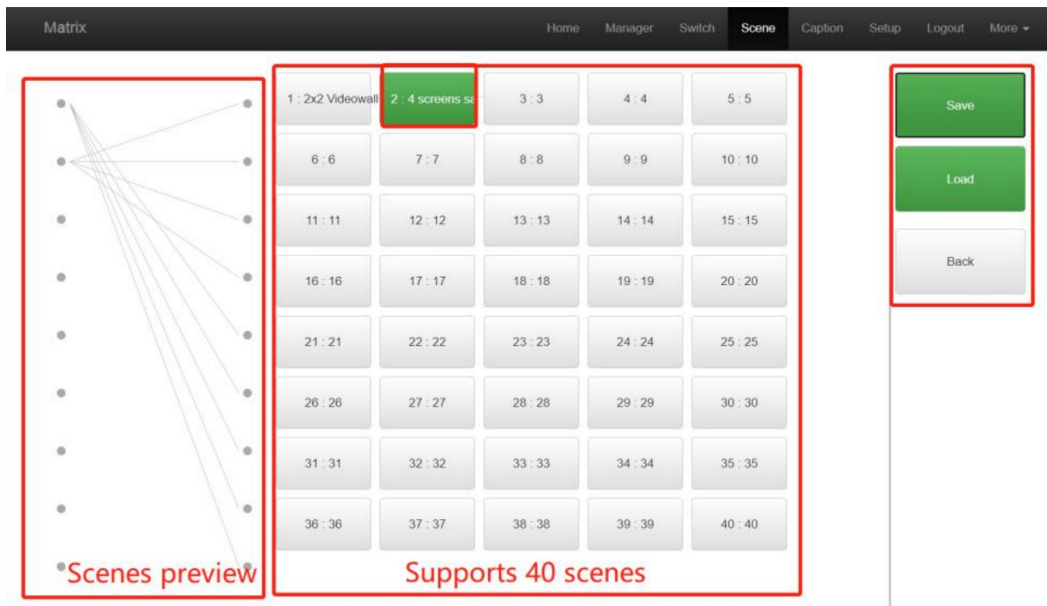 Matrix Home Manager Switch Scene Caption Setup Logout More
1 : 2x2 Videowall 2 : 4 screens sa 3 : 3 4 : 4 5 : 5
Save
6 : 6 7 : 7 8 : 8 9 : 9 10 : 10
Load
11 : 11 12 : 12 13 : 13 14 : 14 15 : 15
Back
16 : 16 17 : 17 18 : 18 19 : 19 20 : 20
21 : 21 22 : 22 23 : 23 24 : 24 25 : 25
26 : 26 27 : 27 28 : 28 29 : 29 30 : 30
31 : 31 32 : 32 33 : 33 34 : 34 35 : 35
36 : 36 37 : 37 38 : 38 39 : 39 40 : 40
Scenes preview Supports 40 scenes